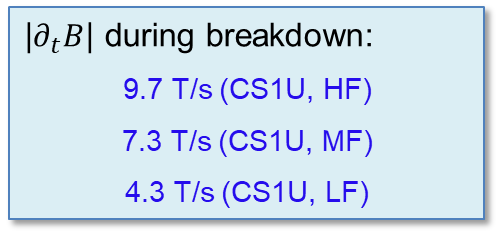 |∂ₜB| during breakdown:
9.7 T/s (CS1U, HF)
7.3 T/s (CS1U, MF)
4.3 T/s (CS1U, LF)